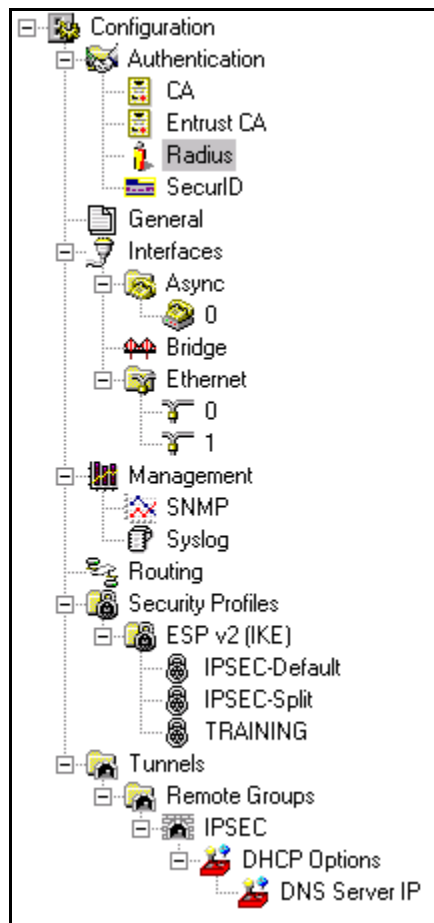 Configuration
Authentication
CA
Entrust CA
Radius
SecurID
General
Interfaces
Async
0
Bridge
Ethernet
0
1
Management
SNMP
Syslog
Routing
Security Profiles
ESP v2 (IKE)
IPSEC-Default
IPSEC-Split
TRAINING
Tunnels
Remote Groups
IPSEC
DHCP Options
DNS Server IP